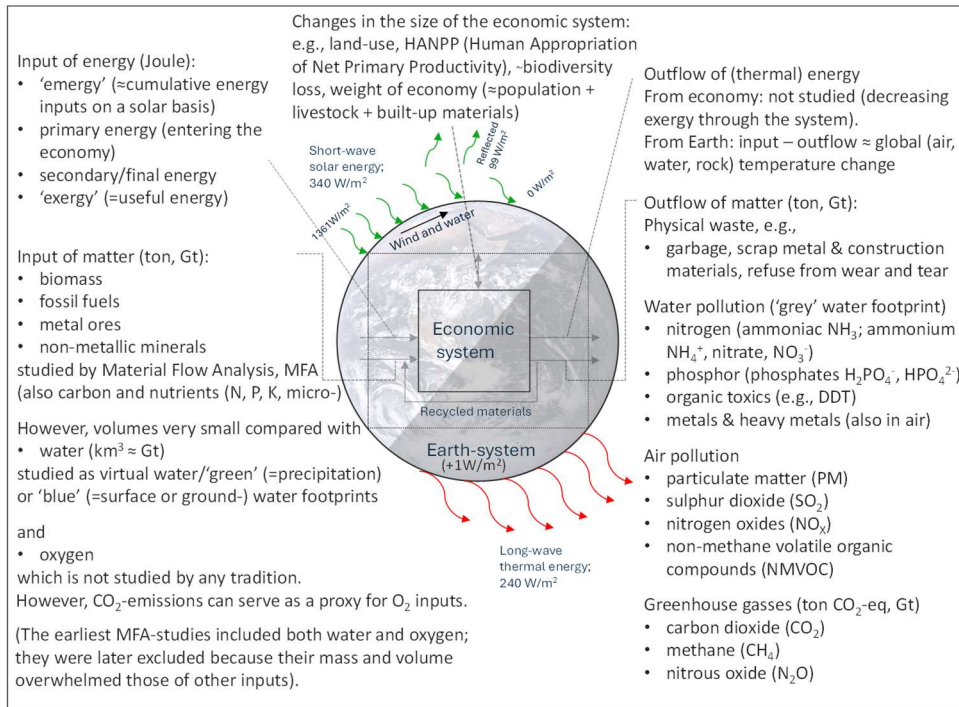 Changes in the size of the economic system:
e.g., land-use, HANPP (Human Appropriation
of Net Primary Productivity), ~biodiversity
loss, weight of economy (≈population +
livestock + built-up materials)
Input of energy (Joule):
• ‘emergy’ (≈cumulative energy
inputs on a solar basis)
• primary energy (entering the
economy)
• secondary/final energy
• ‘exergy’ (=useful energy)
Input of matter (ton, Gt):
• biomass
• fossil fuels
• metal ores
• non-metallic minerals
studied by Material Flow Analysis, MFA
(also carbon and nutrients (N, P, K, micro-)
However, volumes very small compared with
• water (km³ ≈ Gt)
studied as virtual water/‘green’ (=precipitation)
or ‘blue’ (=surface or ground-) water footprints
and
• oxygen
which is not studied by any tradition.
However, CO₂-emissions can serve as a proxy for O₂ inputs.
(The earliest MFA-studies included both water and oxygen;
they were later excluded because their mass and volume
overwhelmed those of other inputs).
Short-wave
solar energy;
340 W/m²
Reflected
99 W/m²
0 W/m²
1361W/m²
Wind and water
Economic
system
Recycled materials
Earth-system
(+1W/m²)
Long-wave
thermal energy;
240 W/m²
Outflow of (thermal) energy
From economy: not studied (decreasing
exergy through the system).
From Earth: input – outflow ≈ global (air,
water, rock) temperature change
Outflow of matter (ton, Gt):
Physical waste, e.g.,
• garbage, scrap metal & construction
materials, refuse from wear and tear
Water pollution (‘grey’ water footprint)
• nitrogen (ammoniac NH₃; ammonium
NH₄⁺, nitrate, NO₃⁻)
• phosphor (phosphates H₂PO₄⁻, HPO₄²⁻)
• organic toxics (e.g., DDT)
• metals & heavy metals (also in air)
Air pollution
• particulate matter (PM)
• sulphur dioxide (SO₂)
• nitrogen oxides (NOₓ)
• non-methane volatile organic
compounds (NMVOC)
Greenhouse gasses (ton CO₂-eq, Gt)
• carbon dioxide (CO₂)
• methane (CH₄)
• nitrous oxide (N₂O)